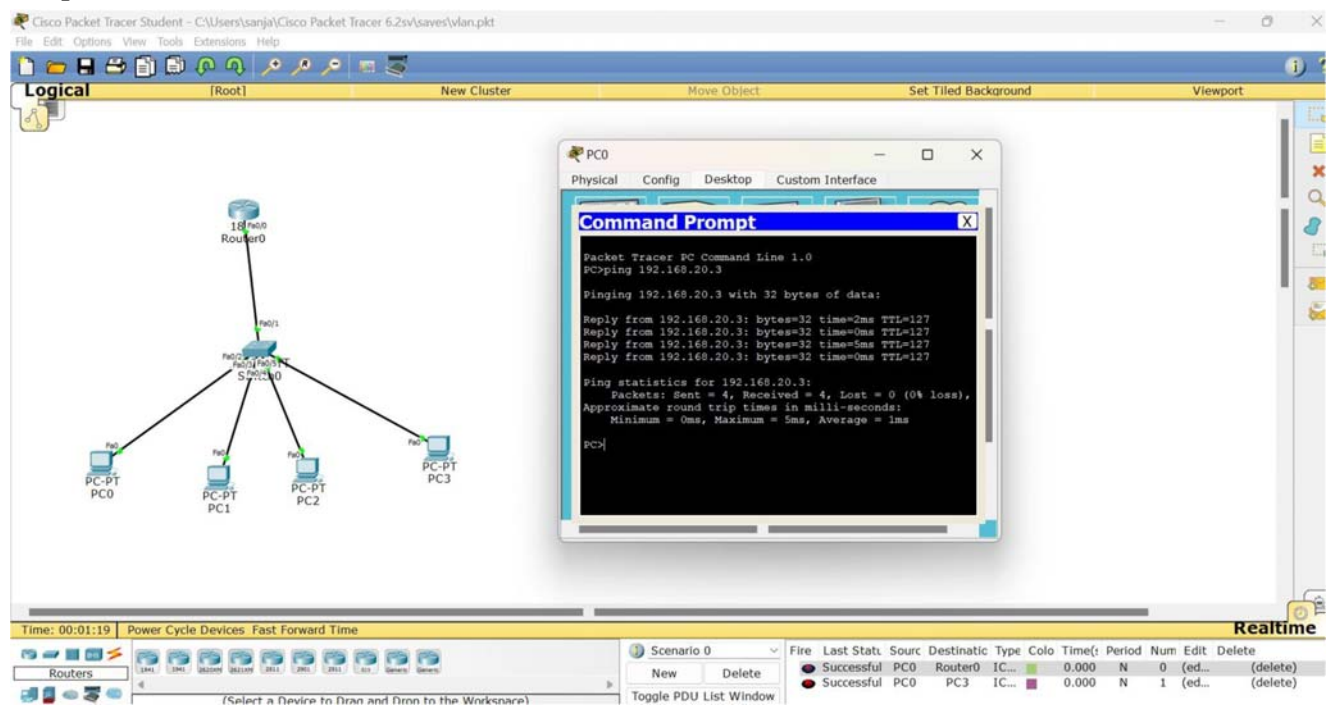 Cisco Packet Tracer Student - C:\Users\sanja\Cisco Packet Tracer 6.2sv\saves\vlan.pkt
File Edit Options View Tools Extensions Help
Logical [Root] New Cluster Move Object Set Tiled Background Viewport
PC0
Physical Config Desktop Custom Interface
Command Prompt X
Packet Tracer PC Command Line 1.0
PC>ping 192.168.20.3
Pinging 192.168.20.3 with 32 bytes of data:
Reply from 192.168.20.3: bytes=32 time=2ms TTL=127
Reply from 192.168.20.3: bytes=32 time=0ms TTL=127
Reply from 192.168.20.3: bytes=32 time=5ms TTL=127
Reply from 192.168.20.3: bytes=32 time=0ms TTL=127
Ping statistics for 192.168.20.3:
Packets: Sent = 4, Received = 4, Lost = 0 (0% loss),
Approximate round trip times in milli-seconds:
Minimum = 0ms, Maximum = 5ms, Average = 1ms
PC>
Fa0/0
Router0
Fa0/1
Fa0
PC-PT
PC0
Fa0
PC-PT
PC1
Fa0
PC-PT
PC2
Fa0
PC-PT
PC3
Time: 00:01:19 Power Cycle Devices Fast Forward Time Realtime
Routers
1941 1941 2620XM 2621XM 2811 2901 2911
(Select a Device to Drag and Drop to the Workspace)
Scenario 0
New Delete
Toggle PDU List Window
Fire Last Statu Sourc Destinatic Type Colo Time(s Period Num Edit Delete
Successful PC0 Router0 IC... 0.000 N 0 (ed... (delete)
Successful PC0 PC3 IC... 0.000 N 1 (ed... (delete)